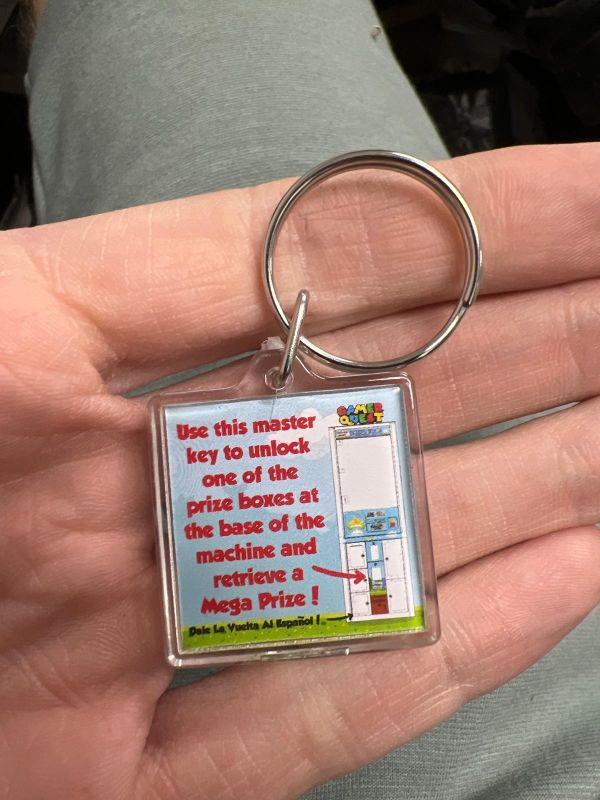 GAMER
QUEST
Use this master
key to unlock
one of the
prize boxes at
the base of the
machine and
retrieve a
Mega Prize !
Dale La Vuelta Al Español !